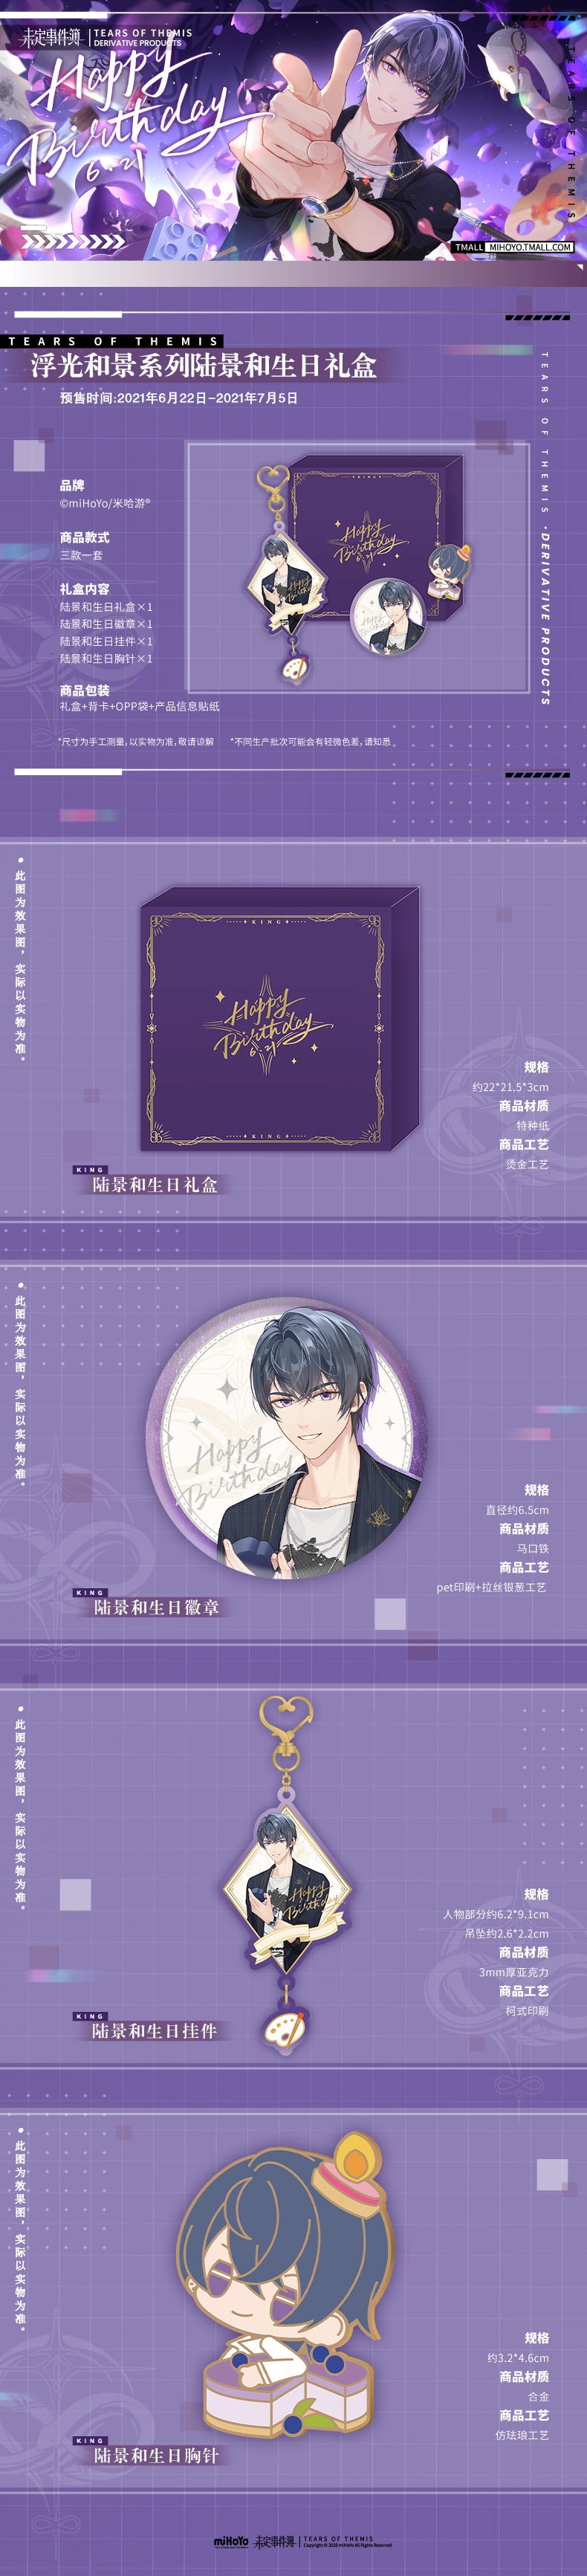 未定事件簿
TEARS OF THEMIS
DERIVATIVE PRODUCTS
Happy
Birthday
6·21
TEARS OF THEMIS
TMALL MIHOYO.TMALL.COM
TEARS OF THEMIS
浮光和景系列陆景和生日礼盒
预售时间:2021年6月22日-2021年7月5日
TEARS OF THEMIS ·DERIVATIVE PRODUCTS
品牌
©miHoYo/米哈游®
商品款式
三款一套
礼盒内容
陆景和生日礼盒×1
陆景和生日徽章×1
陆景和生日挂件×1
陆景和生日胸针×1
商品包装
礼盒+背卡+OPP袋+产品信息贴纸
KING
Happy
Birthday
6·21
*尺寸为手工测量,以实物为准,敬请谅解 *不同生产批次可能会有轻微色差,请知悉
•此图为效果图，实际以实物为准。
KING
Happy
Birthday
6·21
KING
规格
约22*21.5*3cm
商品材质
特种纸
商品工艺
烫金工艺
KING
陆景和生日礼盒
•此图为效果图，实际以实物为准。
Happy
Birthday
规格
直径约6.5cm
商品材质
马口铁
商品工艺
pet印刷+拉丝银葱工艺
KING
陆景和生日徽章
•此图为效果图，实际以实物为准。
Happy
Birthday
规格
人物部分约6.2*9.1cm
吊坠约2.6*2.2cm
商品材质
3mm厚亚克力
商品工艺
柯式印刷
KING
陆景和生日挂件
•此图为效果图，实际以实物为准。
规格
约3.2*4.6cm
商品材质
合金
商品工艺
仿珐琅工艺
KING
陆景和生日胸针
miHoYo
未定事件簿
TEARS OF THEMIS
Copyright © 2020 miHoYo All Rights Reserved